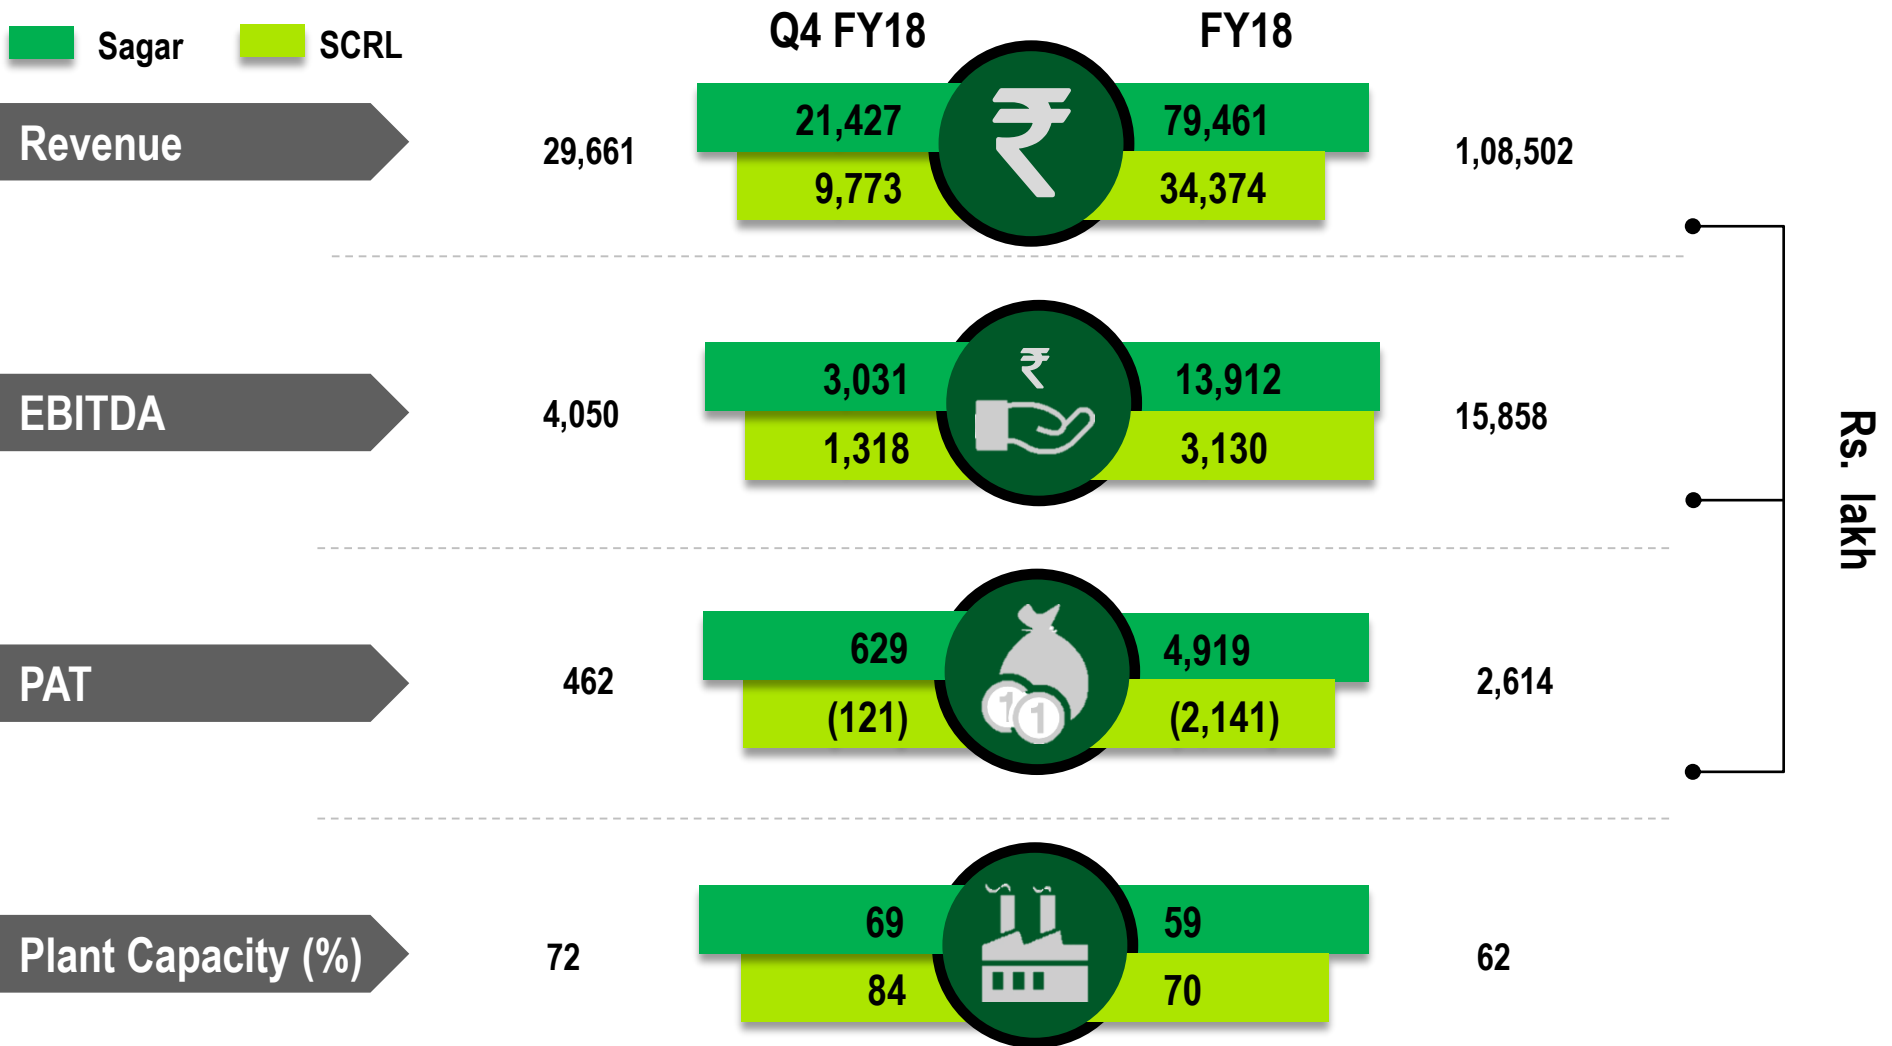 Sagar SCRL Q4 FY18 FY18
Revenue 29,661 21,427 ₹ 79,461 1,08,502
9,773 34,374
EBITDA 4,050 3,031 ₹ 13,912 15,858
1,318 3,130
PAT 462 629 4,919 2,614
(121) 1 1 (2,141)
Plant Capacity (%) 72 69 59 62
84 70
Rs. lakh